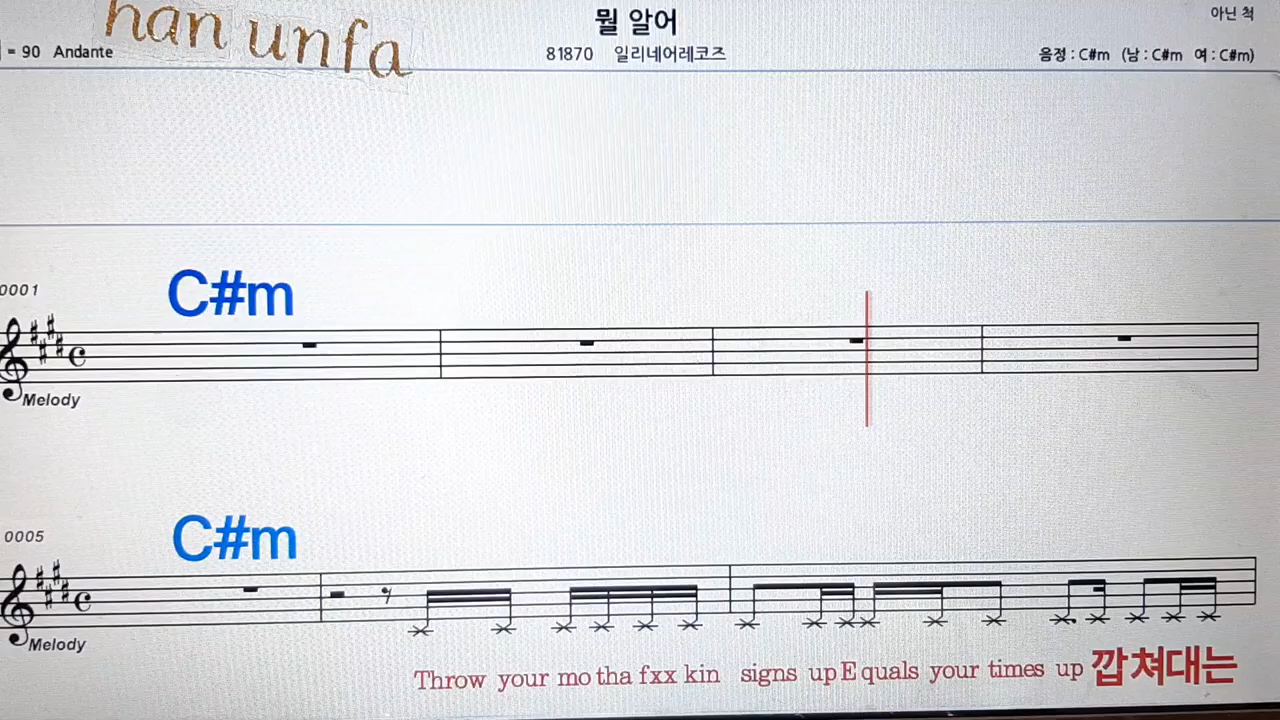 han unfa
뭘 알어
아닌 척
= 90 Andante
81870 일리네어레코즈
음정 : C#m (남 : C#m 여 : C#m)
0001
C#m
Melody
0005
C#m
Melody
Throw your mo tha fxx kin signs up E quals your times up 깝쳐대는